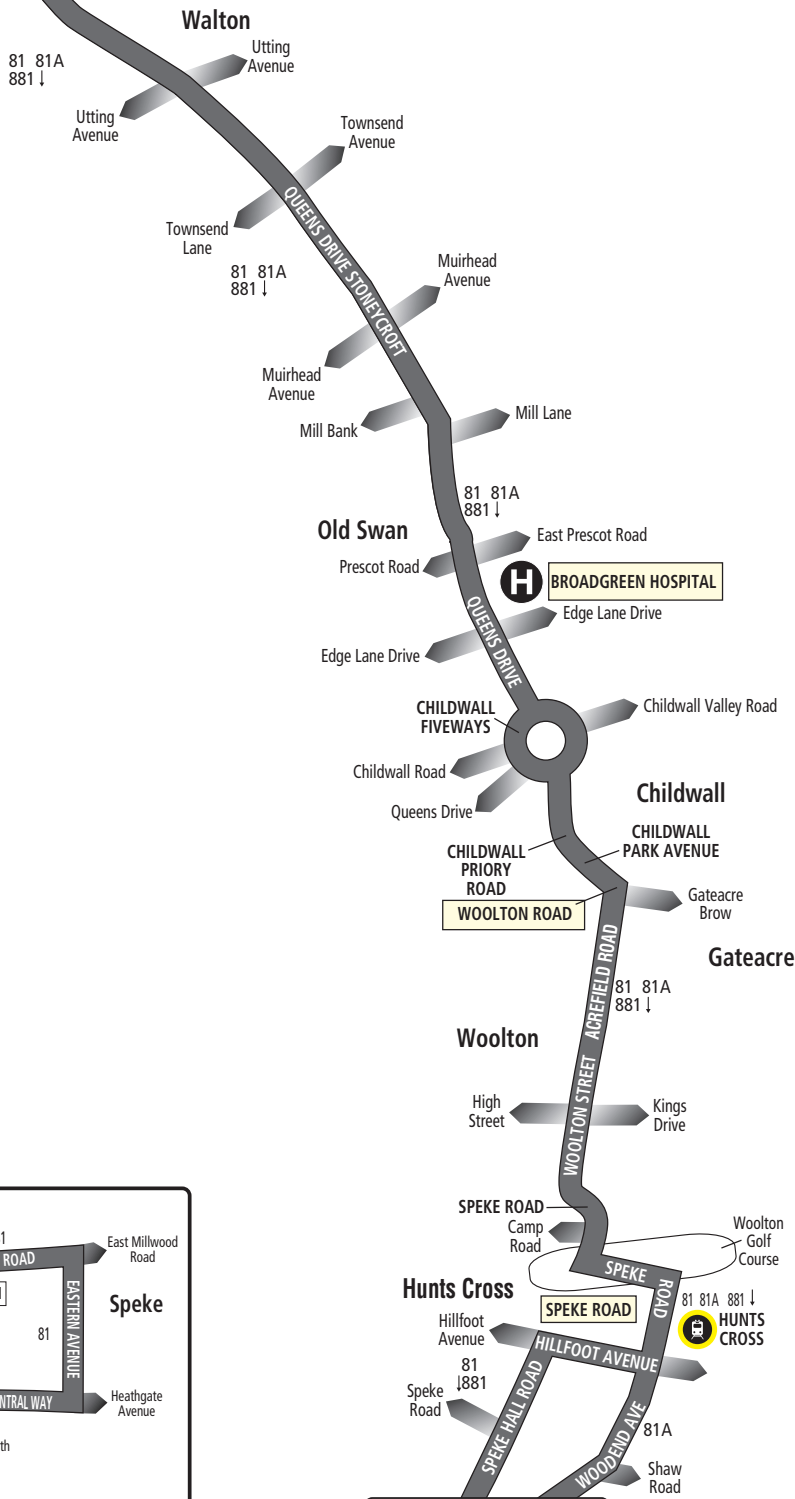 Walton
Utting
Avenue
81 81A
881↓
Utting
Avenue
Townsend
Avenue
QUEENS DRIVE STONEYCROFT
Townsend
Lane
81 81A
881↓
Muirhead
Avenue
Muirhead
Avenue
Mill Bank
Mill Lane
81 81A
881↓
Old Swan
East Prescot Road
Prescot Road
H
BROADGREEN HOSPITAL
QUEENS DRIVE
Edge Lane Drive
Edge Lane Drive
CHILDWALL
FIVEWAYS
Childwall Valley Road
Childwall Road
Queens Drive
Childwall
CHILDWALL
PARK AVENUE
CHILDWALL
PRIORY
ROAD
Gateacre
Brow
WOOLTON ROAD
ACREFIELD ROAD
Gateacre
81 81A
881↓
Woolton
WOOLTON STREET
High
Street
Kings
Drive
SPEKE ROAD
Camp
Road
Woolton
Golf
Course
SPEKE
ROAD
Hunts Cross
SPEKE ROAD
81 81A 881↓
HUNTS
CROSS
Hillfoot
Avenue
HILLFOOT AVENUE
81
↓881
SPEKE HALL ROAD
Speke
Road
81A
WOODEND AVE
Shaw
Road
ROAD
East Millwood
Road
EASTERN AVENUE
Speke
81
Heathgate
Avenue